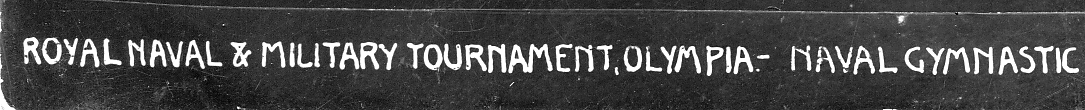 ROYAL NAVAL & MILITARY TOURNAMENT, OLYMPIA.- NAVAL GYMNASTIC